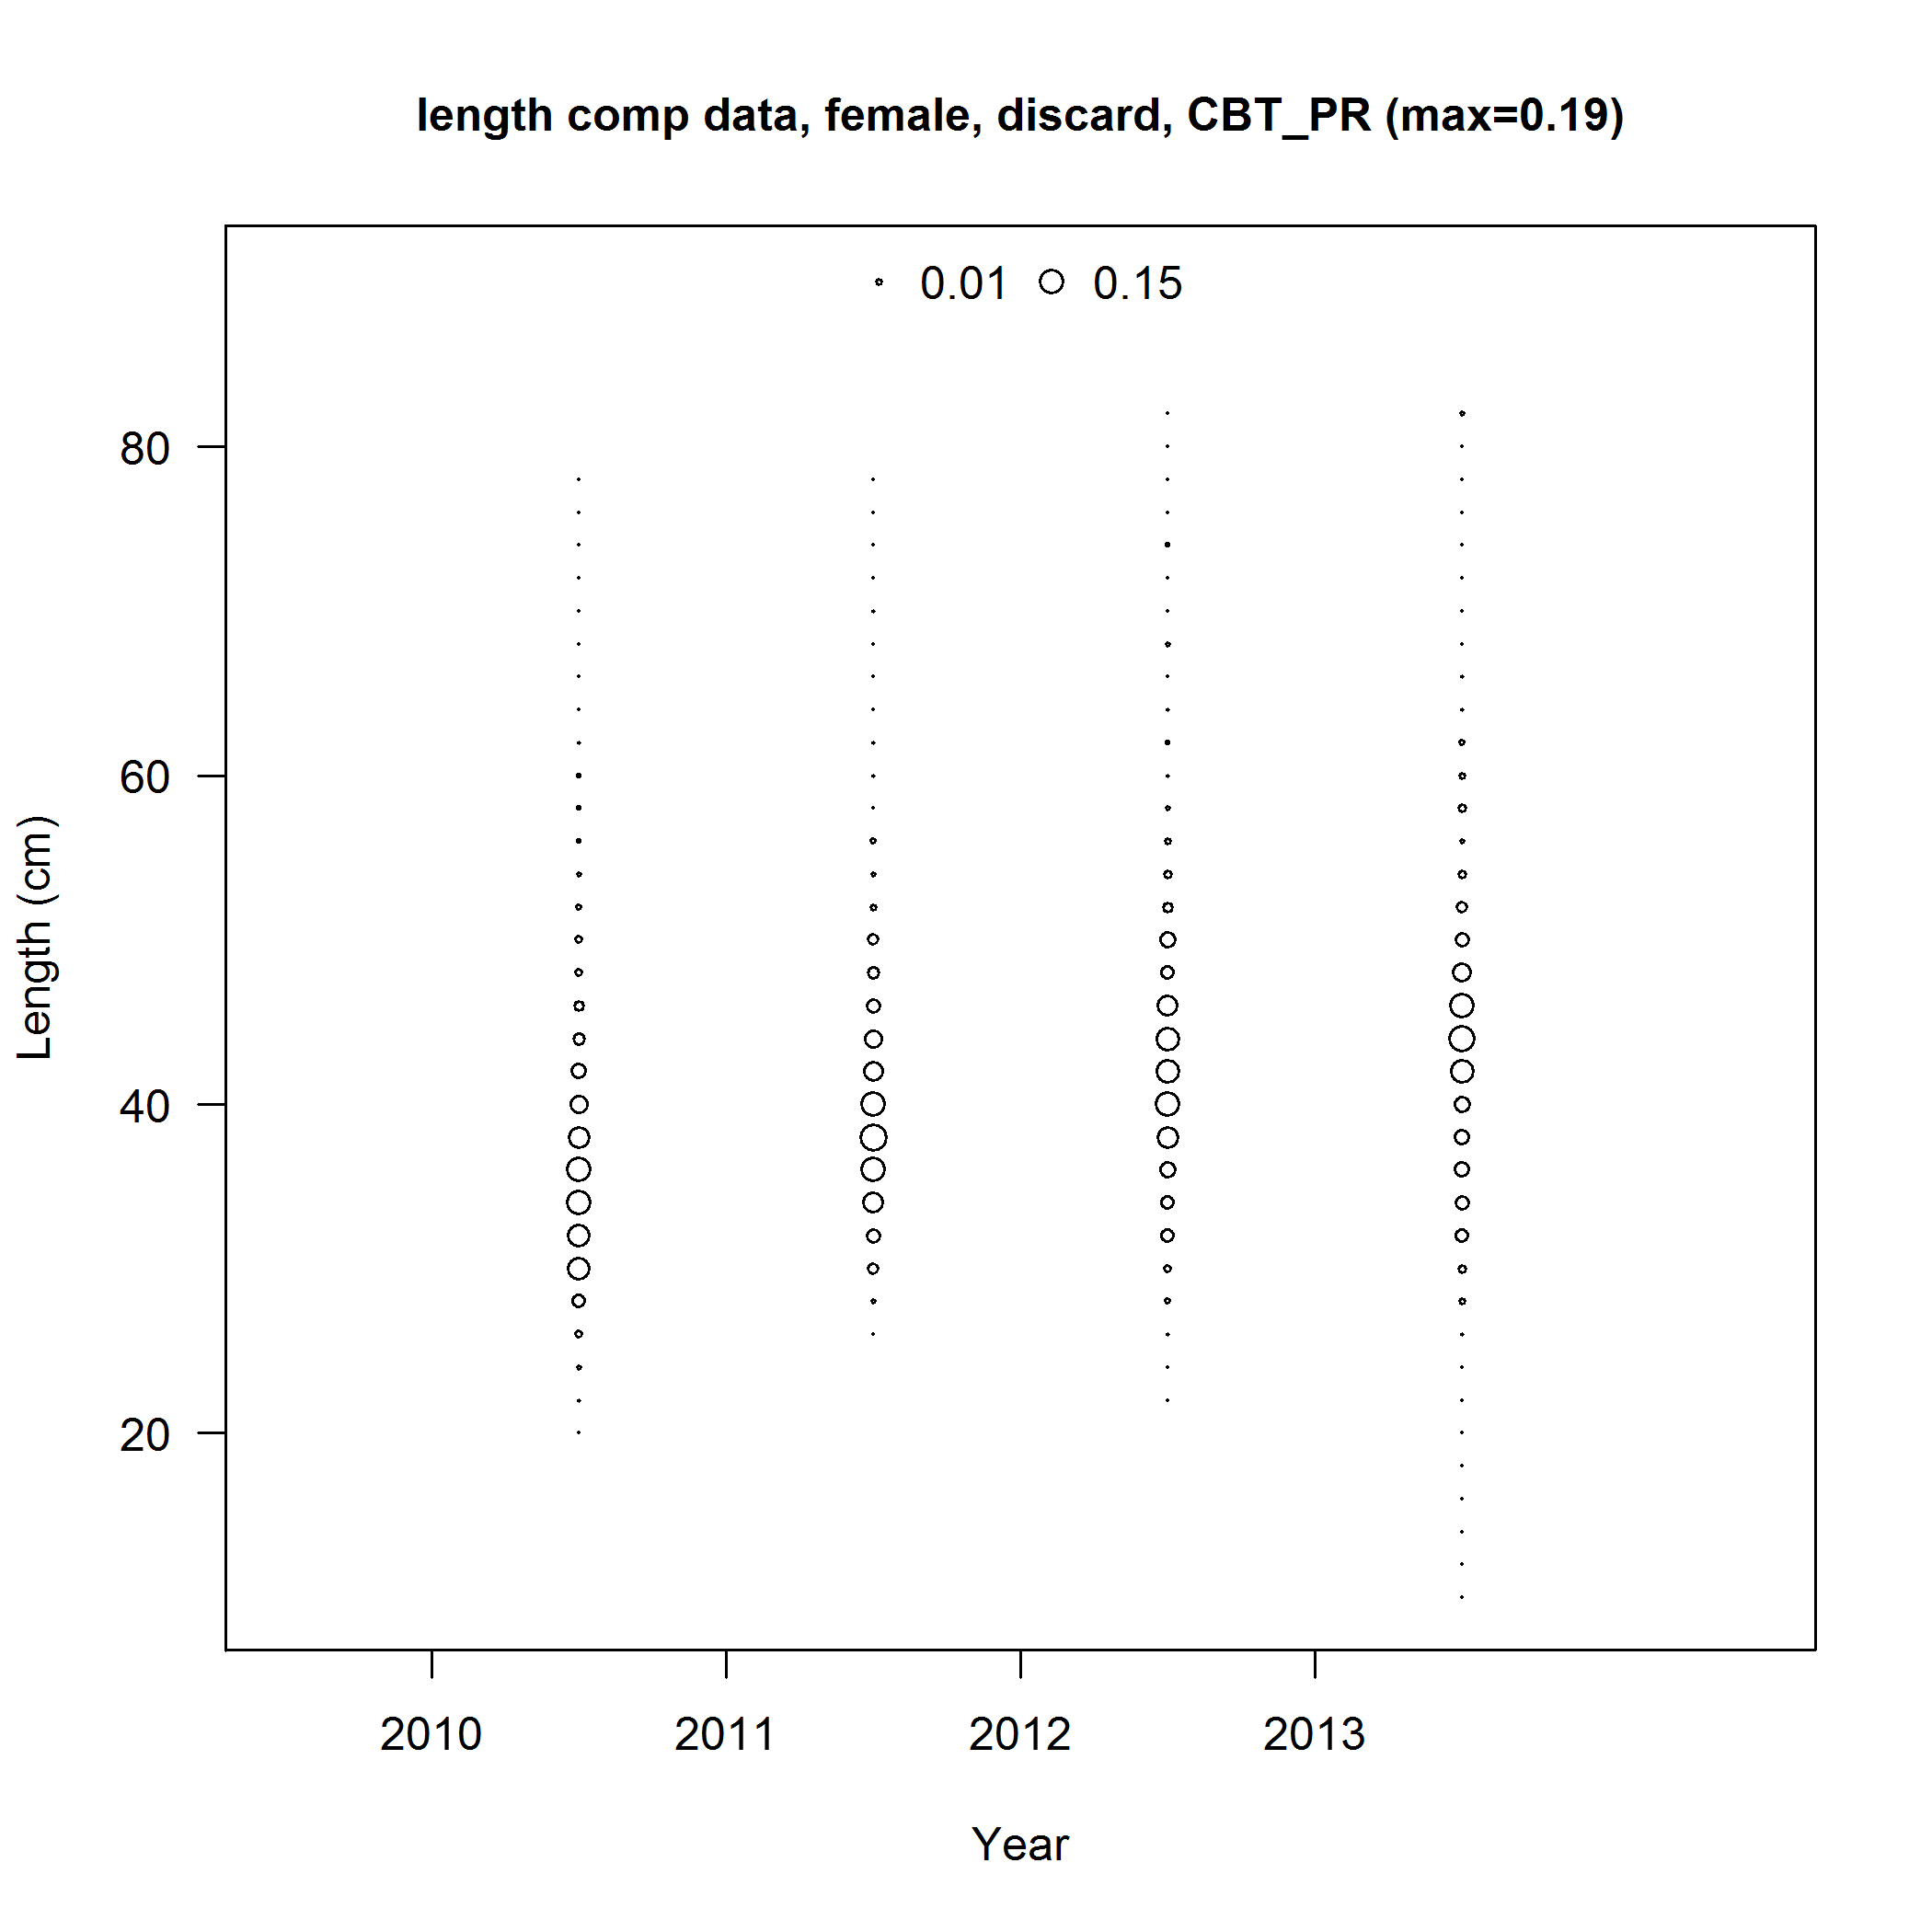 length comp data, female, discard, CBT_PR (max=0.19)
0.01 0.15
80
60
40
20
Length (cm)
2010 2011 2012 2013
Year